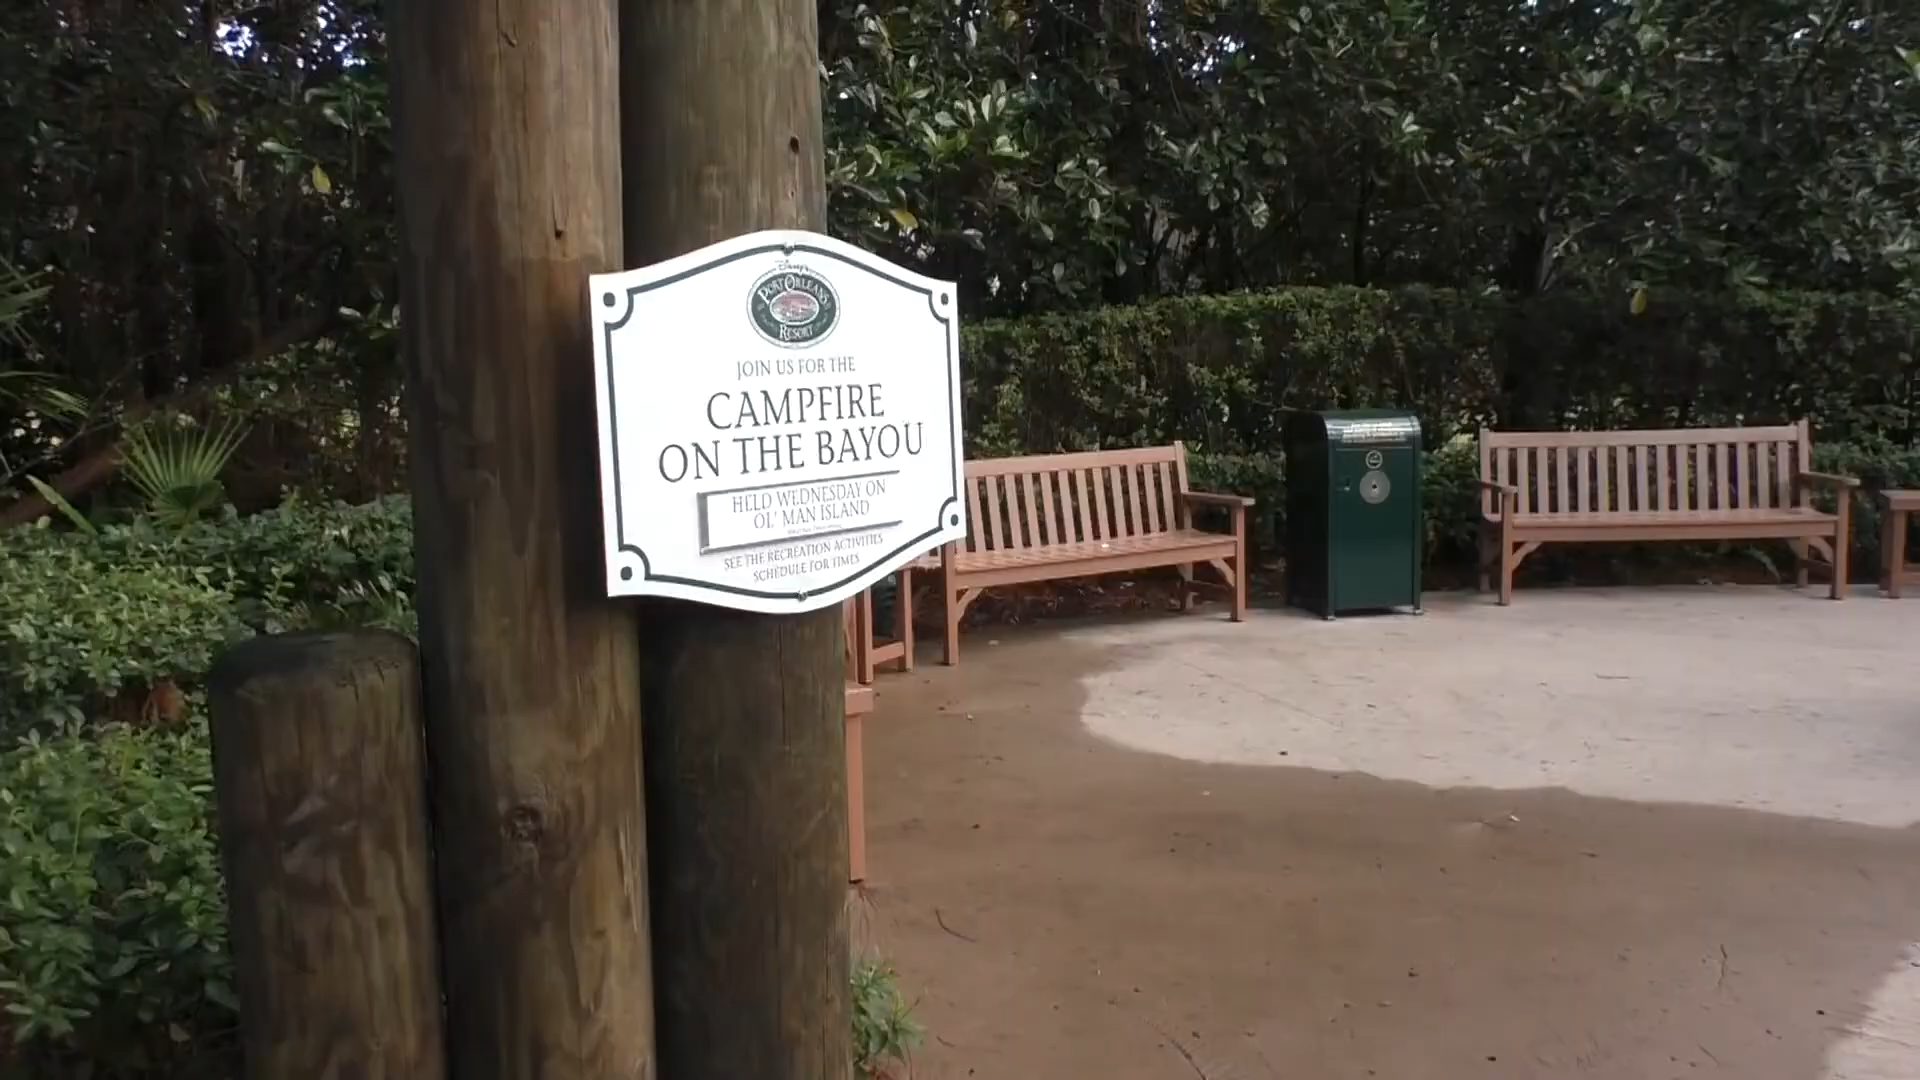 Disney's
PORT ORLEANS
RESORT
JOIN US FOR THE
CAMPFIRE
ON THE BAYOU
HELD WEDNESDAY ON
OL' MAN ISLAND
SEE THE RECREATION ACTIVITIES
SCHEDULE FOR TIMES